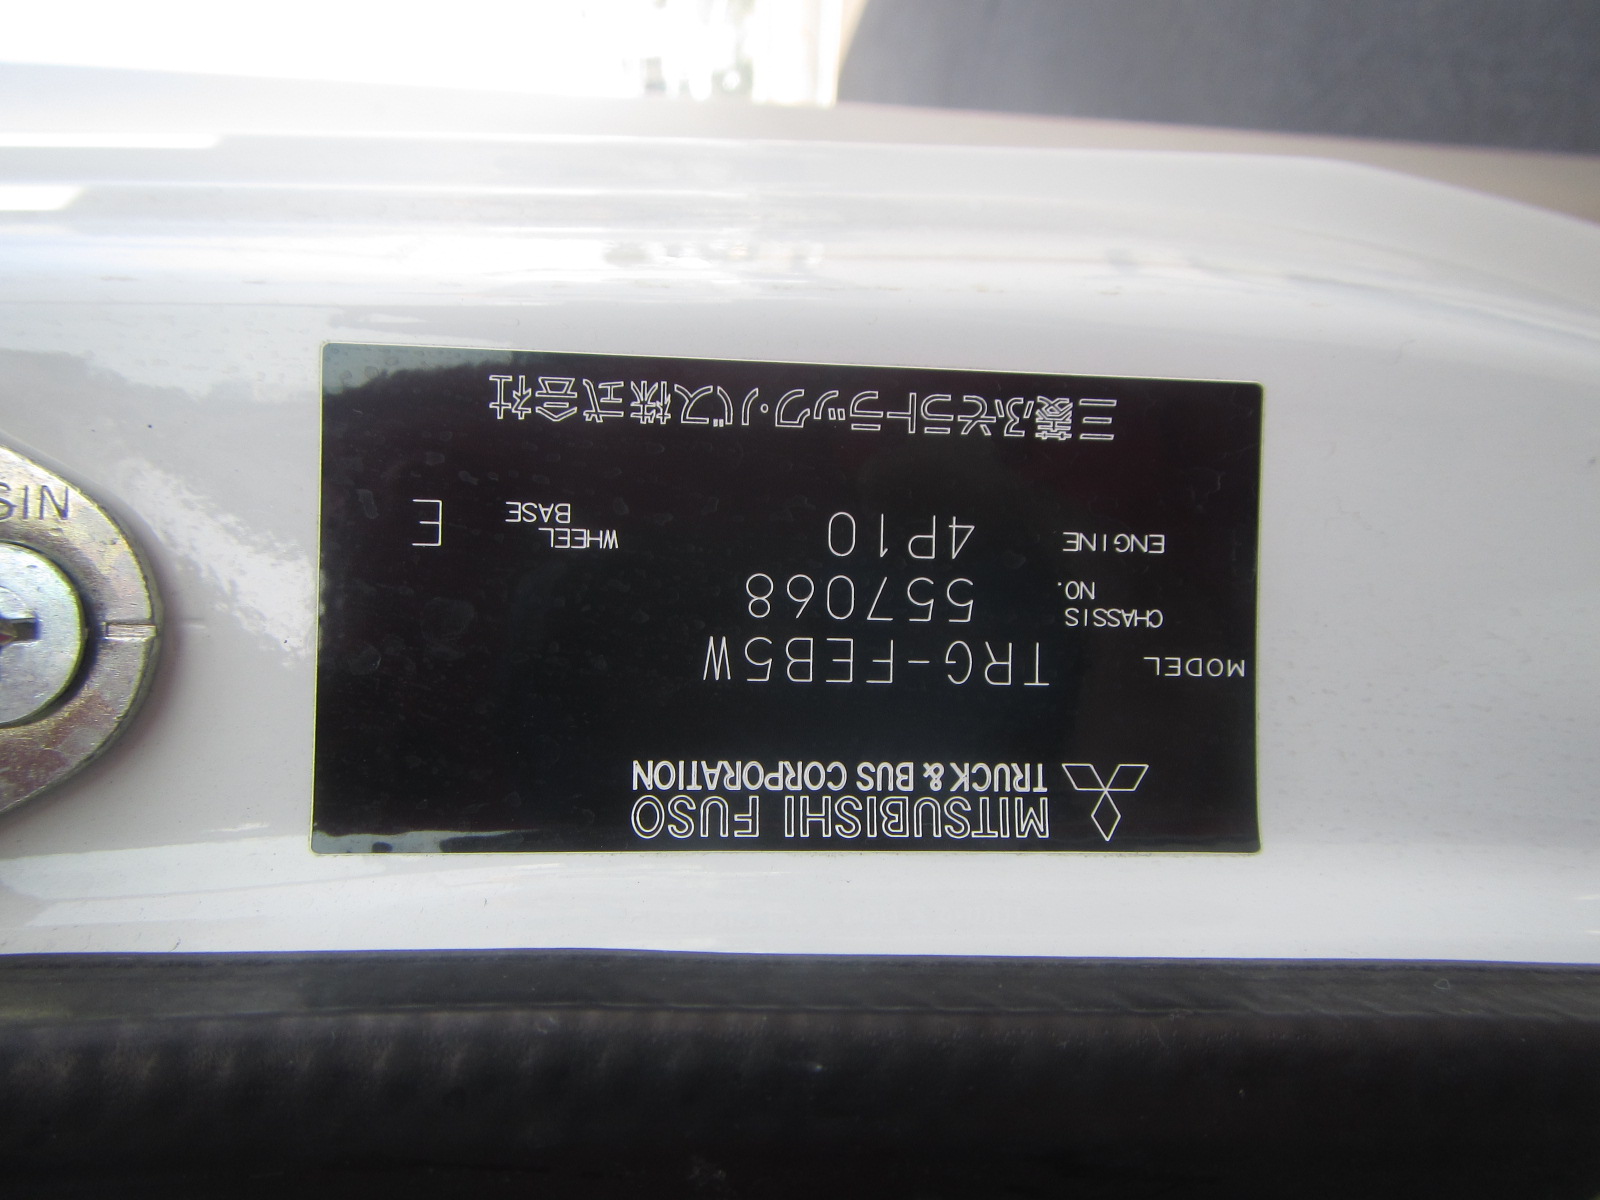 MITSUBISHI FUSO
TRUCK & BUS CORPORATION
MODEL TRG-FEB5W
CHASSIS NO. 557068
ENGINE 4P10 WHEEL BASE E
三菱ふそうトラック・バス株式会社